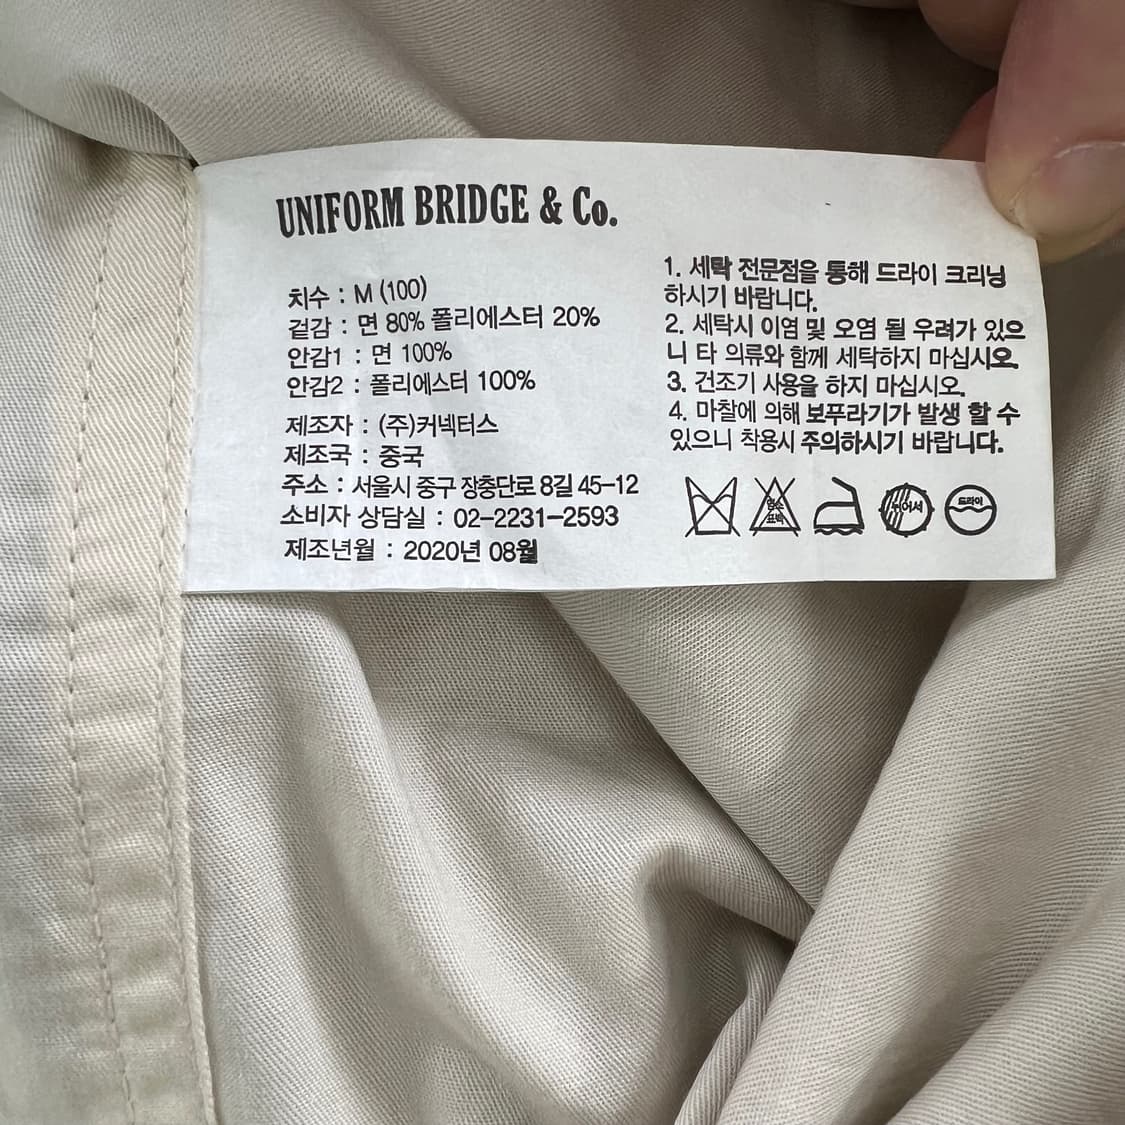 UNIFORM BRIDGE & Co.
치수 : M (100)
겉감 : 면 80% 폴리에스터 20%
안감1 : 면 100%
안감2 : 폴리에스터 100%
제조자 : (주)커넥터스
제조국 : 중국
주소 : 서울시 중구 장충단로 8길 45-12
소비자 상담실 : 02-2231-2593
제조년월 : 2020년 08월
1. 세탁 전문점을 통해 드라이 크리닝
하시기 바랍니다.
2. 세탁시 이염 및 오염 될 우려가 있으
니 타 의류와 함께 세탁하지 마십시오.
3. 건조기 사용을 하지 마십시오.
4. 마찰에 의해 보푸라기가 발생 할 수
있으니 착용시 주의하시기 바랍니다.
염소
표백
뉘어서
드라이